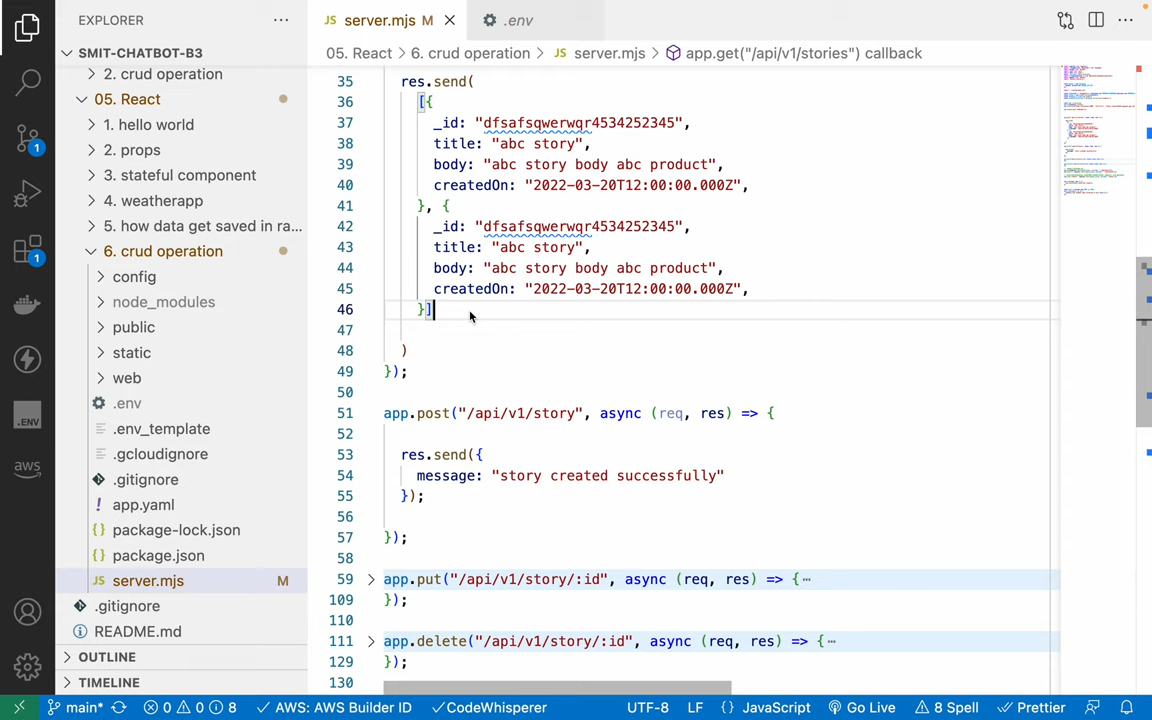 EXPLORER
SMIT-CHATBOT-B3
2. crud operation
05. React
1. hello world
2. props
3. stateful component
4. weatherapp
5. how data get saved in ra...
6. crud operation
config
node_modules
public
static
web
.env
.env_template
.gcloudignore
.gitignore
app.yaml
package-lock.json
package.json
JS server.mjs M
.gitignore
README.md
OUTLINE
TIMELINE
1
1
.ENV
aws
JS server.mjs M
.env
05. React > 6. crud operation > JS server.mjs > app.get("/api/v1/stories") callback
35 res.send(
36 [{
37 _id: "dfsafsqwerwqr4534252345",
38 title: "abc story",
39 body: "abc story body abc product",
40 createdOn: "2022-03-20T12:00:00.000Z",
41 }, {
42 _id: "dfsafsqwerwqr4534252345",
43 title: "abc story",
44 body: "abc story body abc product",
45 createdOn: "2022-03-20T12:00:00.000Z",
46 }]
47
48 )
49 });
50
51 app.post("/api/v1/story", async (req, res) => {
52
53 res.send({
54 message: "story created successfully"
55 });
56
57 });
58
59 app.put("/api/v1/story/:id", async (req, res) => {
109 });
110
111 app.delete("/api/v1/story/:id", async (req, res) => {
129 });
130
main* 0 0 8 AWS: AWS Builder ID CodeWhisperer UTF-8 LF {} JavaScript Go Live 8 Spell Prettier